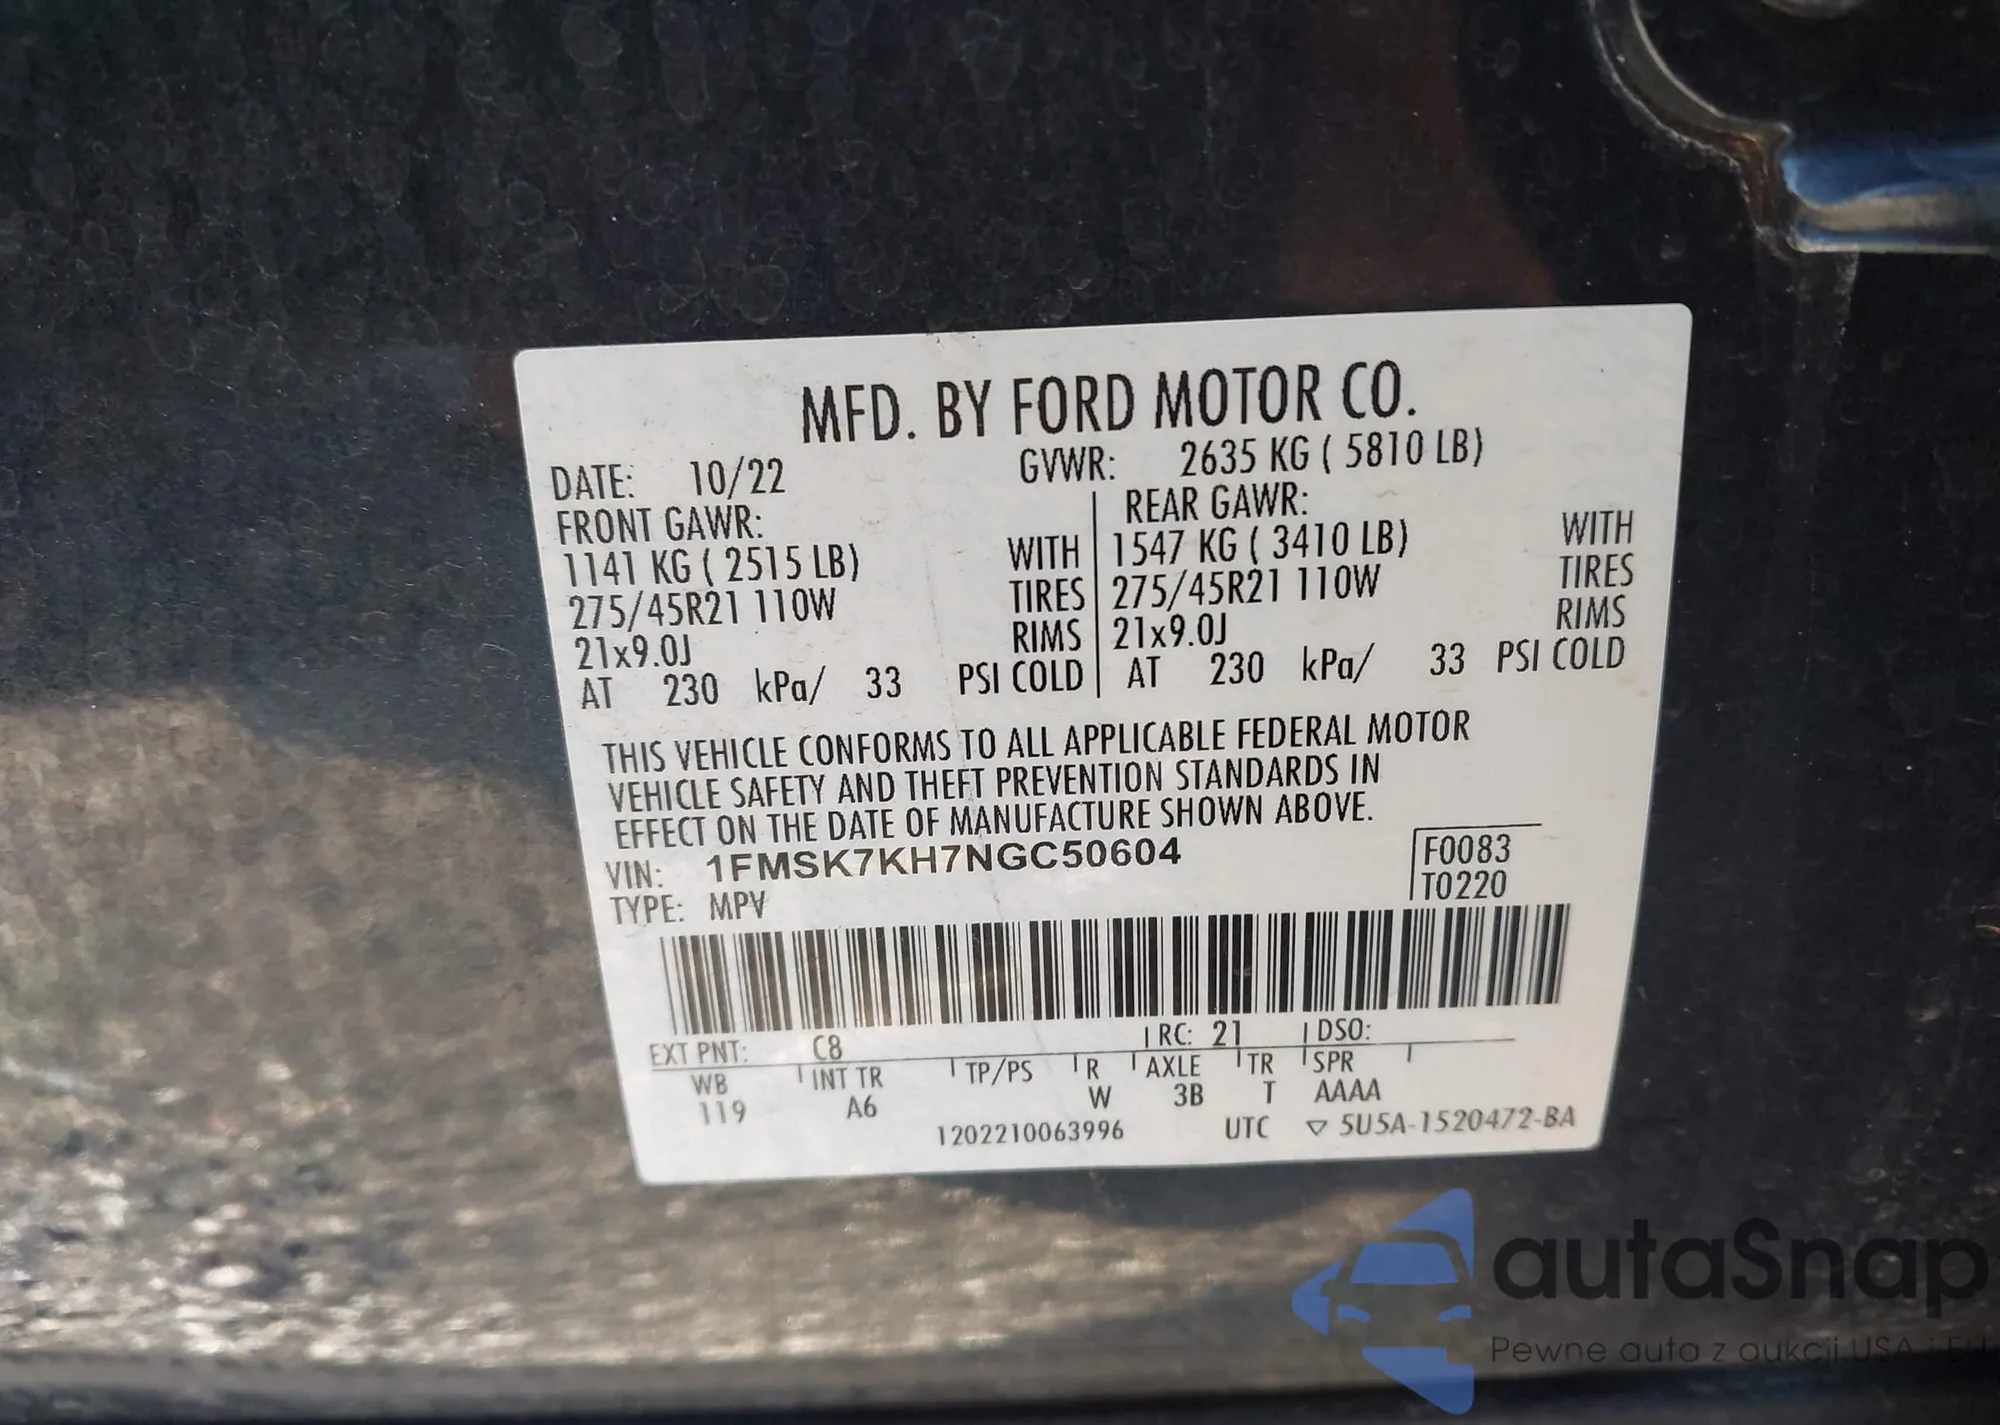 MFD. BY FORD MOTOR CO.
DATE: 10/22 GVWR: 2635 KG ( 5810 LB)
FRONT GAWR: REAR GAWR:
1141 KG ( 2515 LB) WITH 1547 KG ( 3410 LB) WITH
275/45R21 110W TIRES 275/45R21 110W TIRES
21x9.0J RIMS 21x9.0J RIMS
AT 230 kPa/ 33 PSI COLD AT 230 kPa/ 33 PSI COLD
THIS VEHICLE CONFORMS TO ALL APPLICABLE FEDERAL MOTOR
VEHICLE SAFETY AND THEFT PREVENTION STANDARDS IN
EFFECT ON THE DATE OF MANUFACTURE SHOWN ABOVE.
VIN: 1FMSK7KH7NGC50604 F0083
TYPE: MPV T0220
EXT PNT: C8 RC: 21 DSO:
WB INT TR TP/PS R AXLE TR SPR
119 A6 W 3B T AAAA
1202210063996 UTC ▽ 5U5A-1520472-BA
autaSnap
Pewne auta z aukcji USA i